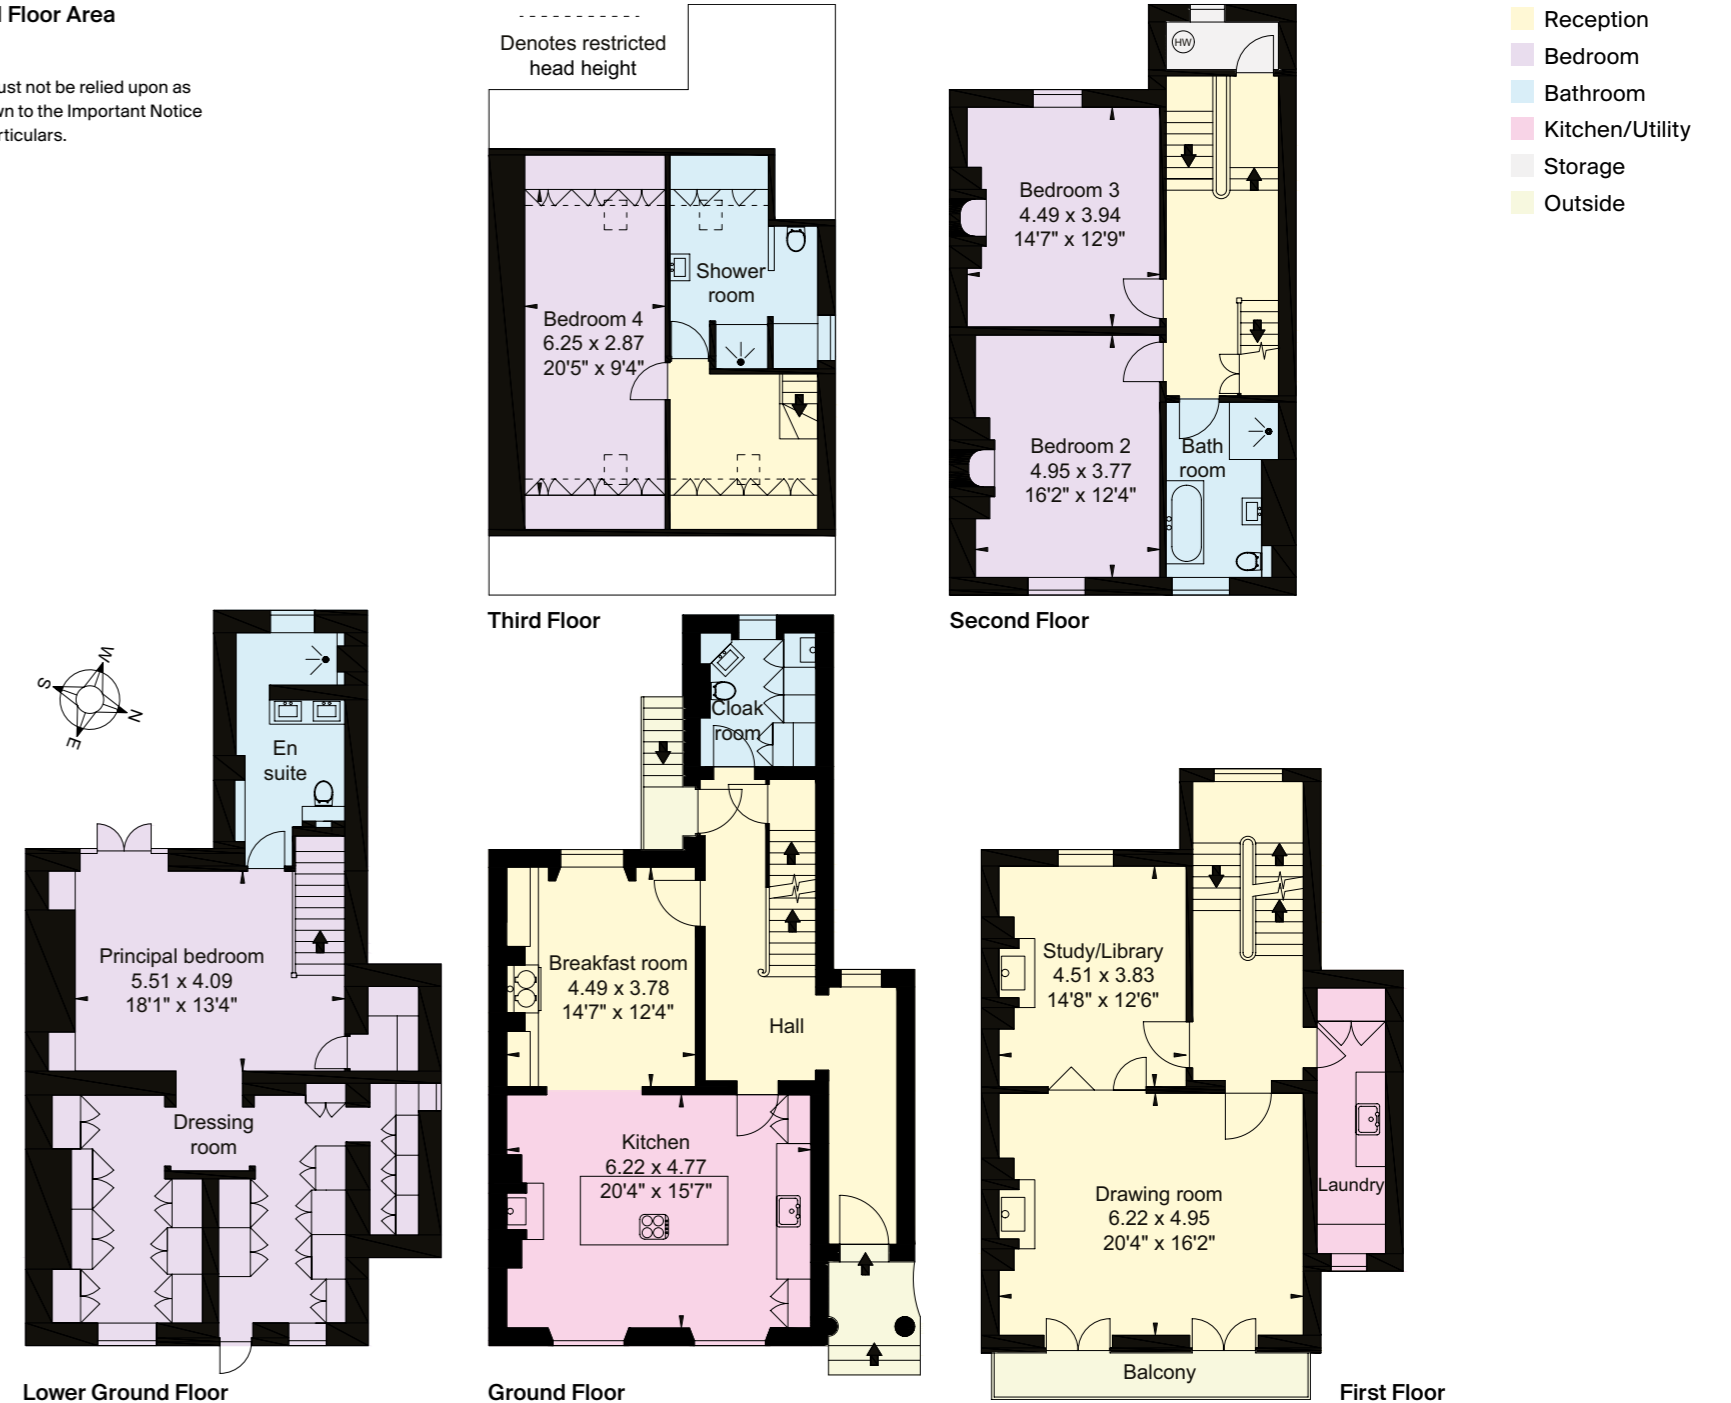 Floor Area
ust not be relied upon as
wn to the Important Notice
rticulars.
Denotes restricted
head height
Reception
Bedroom
Bathroom
Kitchen/Utility
Storage
Outside
Bedroom 4
6.25 x 2.87
20'5" x 9'4"
Shower
room
Third Floor
HW
Bedroom 3
4.49 x 3.94
14'7" x 12'9"
Bedroom 2
4.95 x 3.77
16'2" x 12'4"
Bath
room
Second Floor
W
S
N
E
En
suite
Principal bedroom
5.51 x 4.09
18'1" x 13'4"
Dressing
room
Lower Ground Floor
Cloak
room
Breakfast room
4.49 x 3.78
14'7" x 12'4"
Hall
Kitchen
6.22 x 4.77
20'4" x 15'7"
Ground Floor
Study/Library
4.51 x 3.83
14'8" x 12'6"
Drawing room
6.22 x 4.95
20'4" x 16'2"
Laundry
Balcony
First Floor